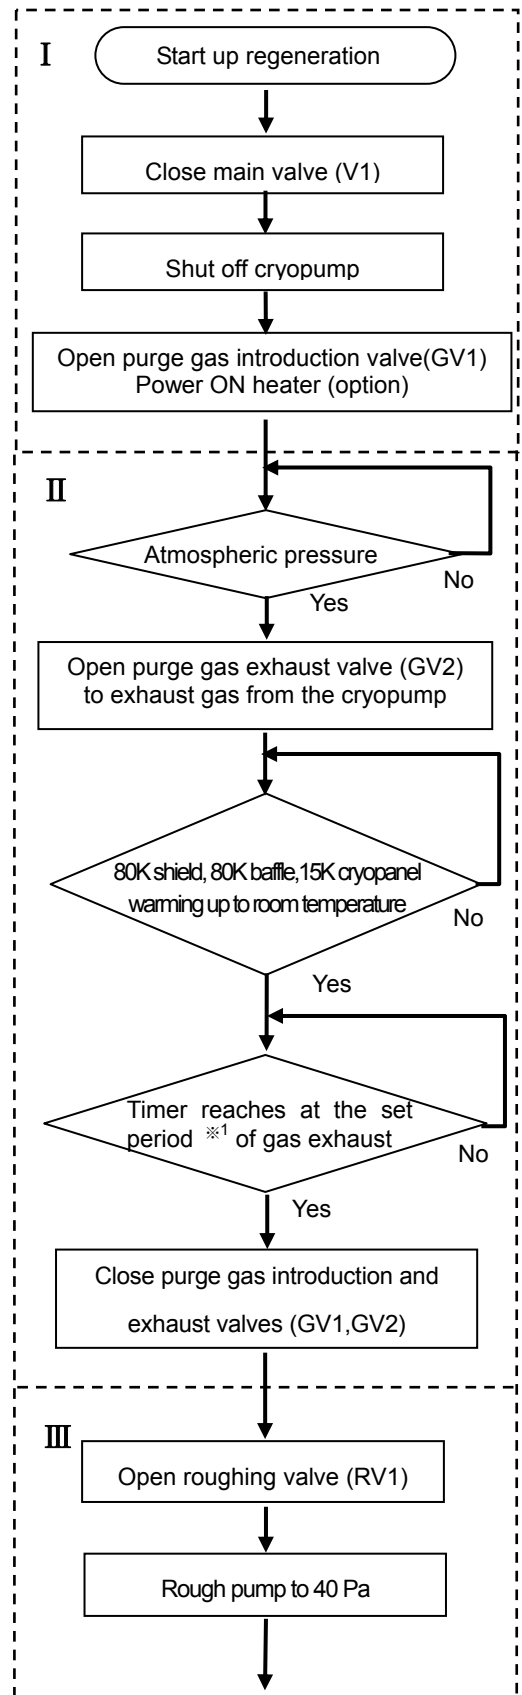 Ⅰ
Start up regeneration
Close main valve (V1)
Shut off cryopump
Open purge gas introduction valve(GV1)
Power ON heater (option)
Ⅱ
Atmospheric pressure
No
Yes
Open purge gas exhaust valve (GV2)
to exhaust gas from the cryopump
80K shield, 80K baffle,15K cryopanel
warming up to room temperature
No
Yes
Timer reaches at the set
period ※1 of gas exhaust
No
Yes
Close purge gas introduction and
exhaust valves (GV1,GV2)
Ⅲ
Open roughing valve (RV1)
Rough pump to 40 Pa